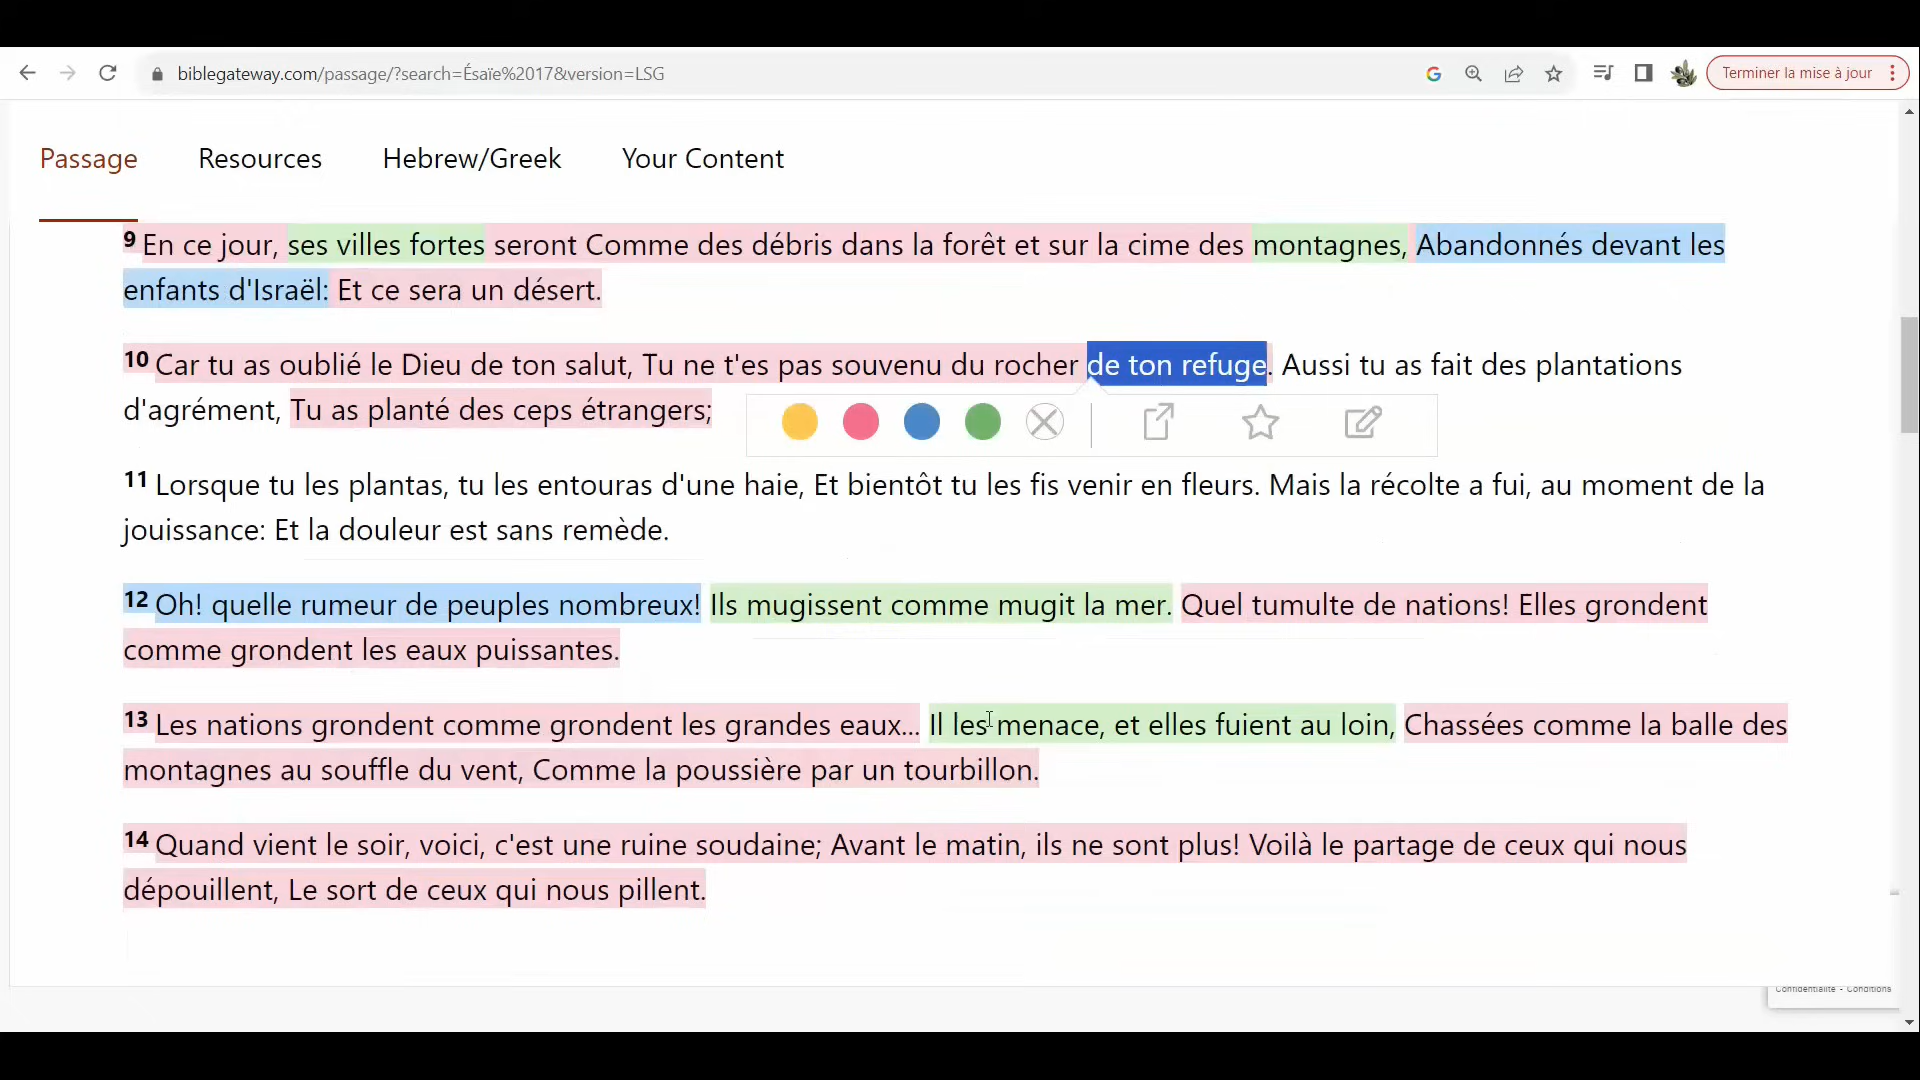 biblegateway.com/passage/?search=Ésaïe%2017&version=LSG
Terminer la mise à jour
Passage Resources Hebrew/Greek Your Content
9 En ce jour, ses villes fortes seront Comme des débris dans la forêt et sur la cime des montagnes, Abandonnés devant les
enfants d'Israël: Et ce sera un désert.
10 Car tu as oublié le Dieu de ton salut, Tu ne t'es pas souvenu du rocher de ton refuge. Aussi tu as fait des plantations
d'agrément, Tu as planté des ceps étrangers;
11 Lorsque tu les plantas, tu les entouras d'une haie, Et bientôt tu les fis venir en fleurs. Mais la récolte a fui, au moment de la
jouissance: Et la douleur est sans remède.
12 Oh! quelle rumeur de peuples nombreux! Ils mugissent comme mugit la mer. Quel tumulte de nations! Elles grondent
comme grondent les eaux puissantes.
13 Les nations grondent comme grondent les grandes eaux... Il les menace, et elles fuient au loin, Chassées comme la balle des
montagnes au souffle du vent, Comme la poussière par un tourbillon.
14 Quand vient le soir, voici, c'est une ruine soudaine; Avant le matin, ils ne sont plus! Voilà le partage de ceux qui nous
dépouillent, Le sort de ceux qui nous pillent.
Confidentialité - Conditions